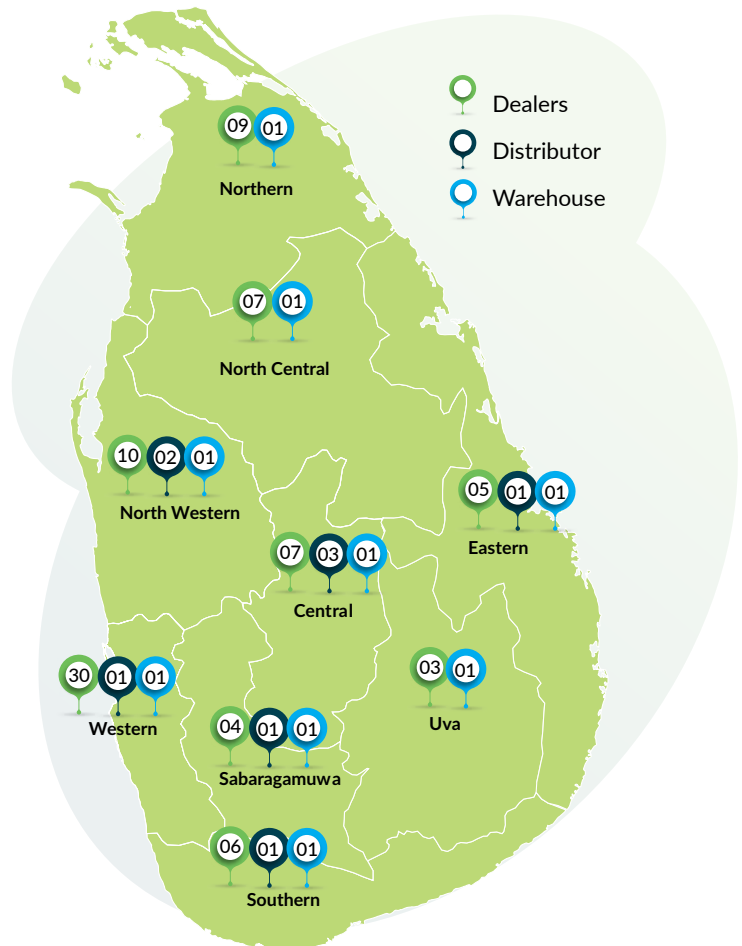 Dealers
Distributor
Warehouse
09 01
Northern
07 01
North Central
10 02 01
North Western
05 01 01
Eastern
07 03 01
Central
30 01 01
Western
03 01
Uva
04 01 01
Sabaragamuwa
06 01 01
Southern